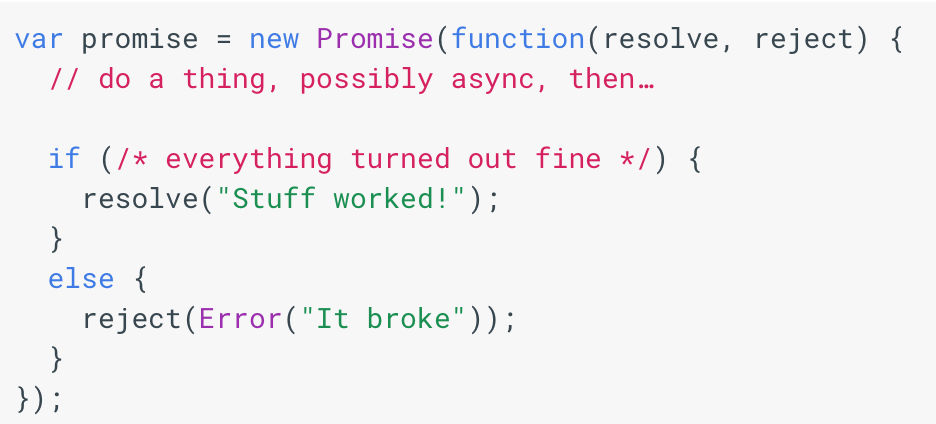 var promise = new Promise(function(resolve, reject) {
  // do a thing, possibly async, then…

  if (/* everything turned out fine */) {
    resolve("Stuff worked!");
  }
  else {
    reject(Error("It broke"));
  }
});